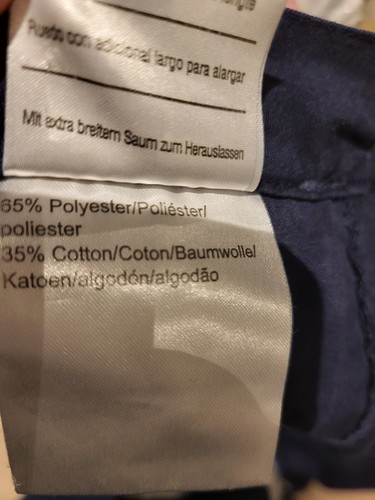 Ruedo con adicional largo para alargar
Mit extra breitem Saum zum Herauslassen
65% Polyester/Poliéster/
poliester
35% Cotton/Coton/Baumwolle/
Katoen/algodón/algodão